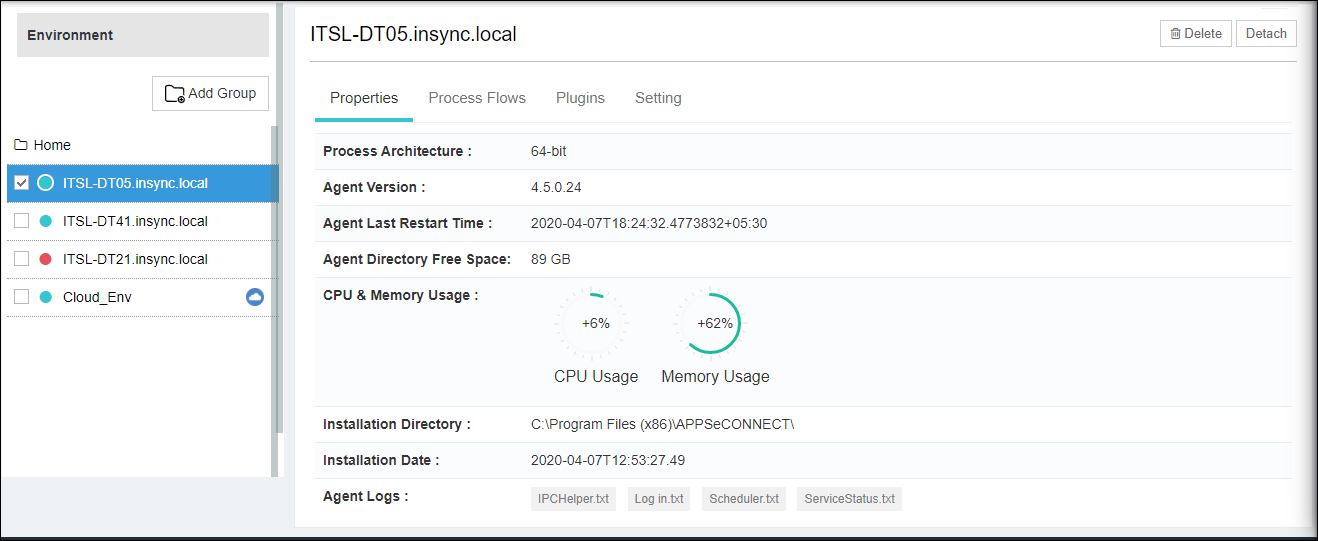 Environment
Add Group
Home
ITSL-DT05.insync.local
ITSL-DT41.insync.local
ITSL-DT21.insync.local
Cloud_Env
ITSL-DT05.insync.local
Delete Detach
Properties Process Flows Plugins Setting
Process Architecture : 64-bit
Agent Version : 4.5.0.24
Agent Last Restart Time : 2020-04-07T18:24:32.4773832+05:30
Agent Directory Free Space: 89 GB
CPU & Memory Usage :
+6% +62%
CPU Usage Memory Usage
Installation Directory : C:\Program Files (x86)\APPSeCONNECT\
Installation Date : 2020-04-07T12:53:27.49
Agent Logs : IPCHelper.txt Log in.txt Scheduler.txt ServiceStatus.txt